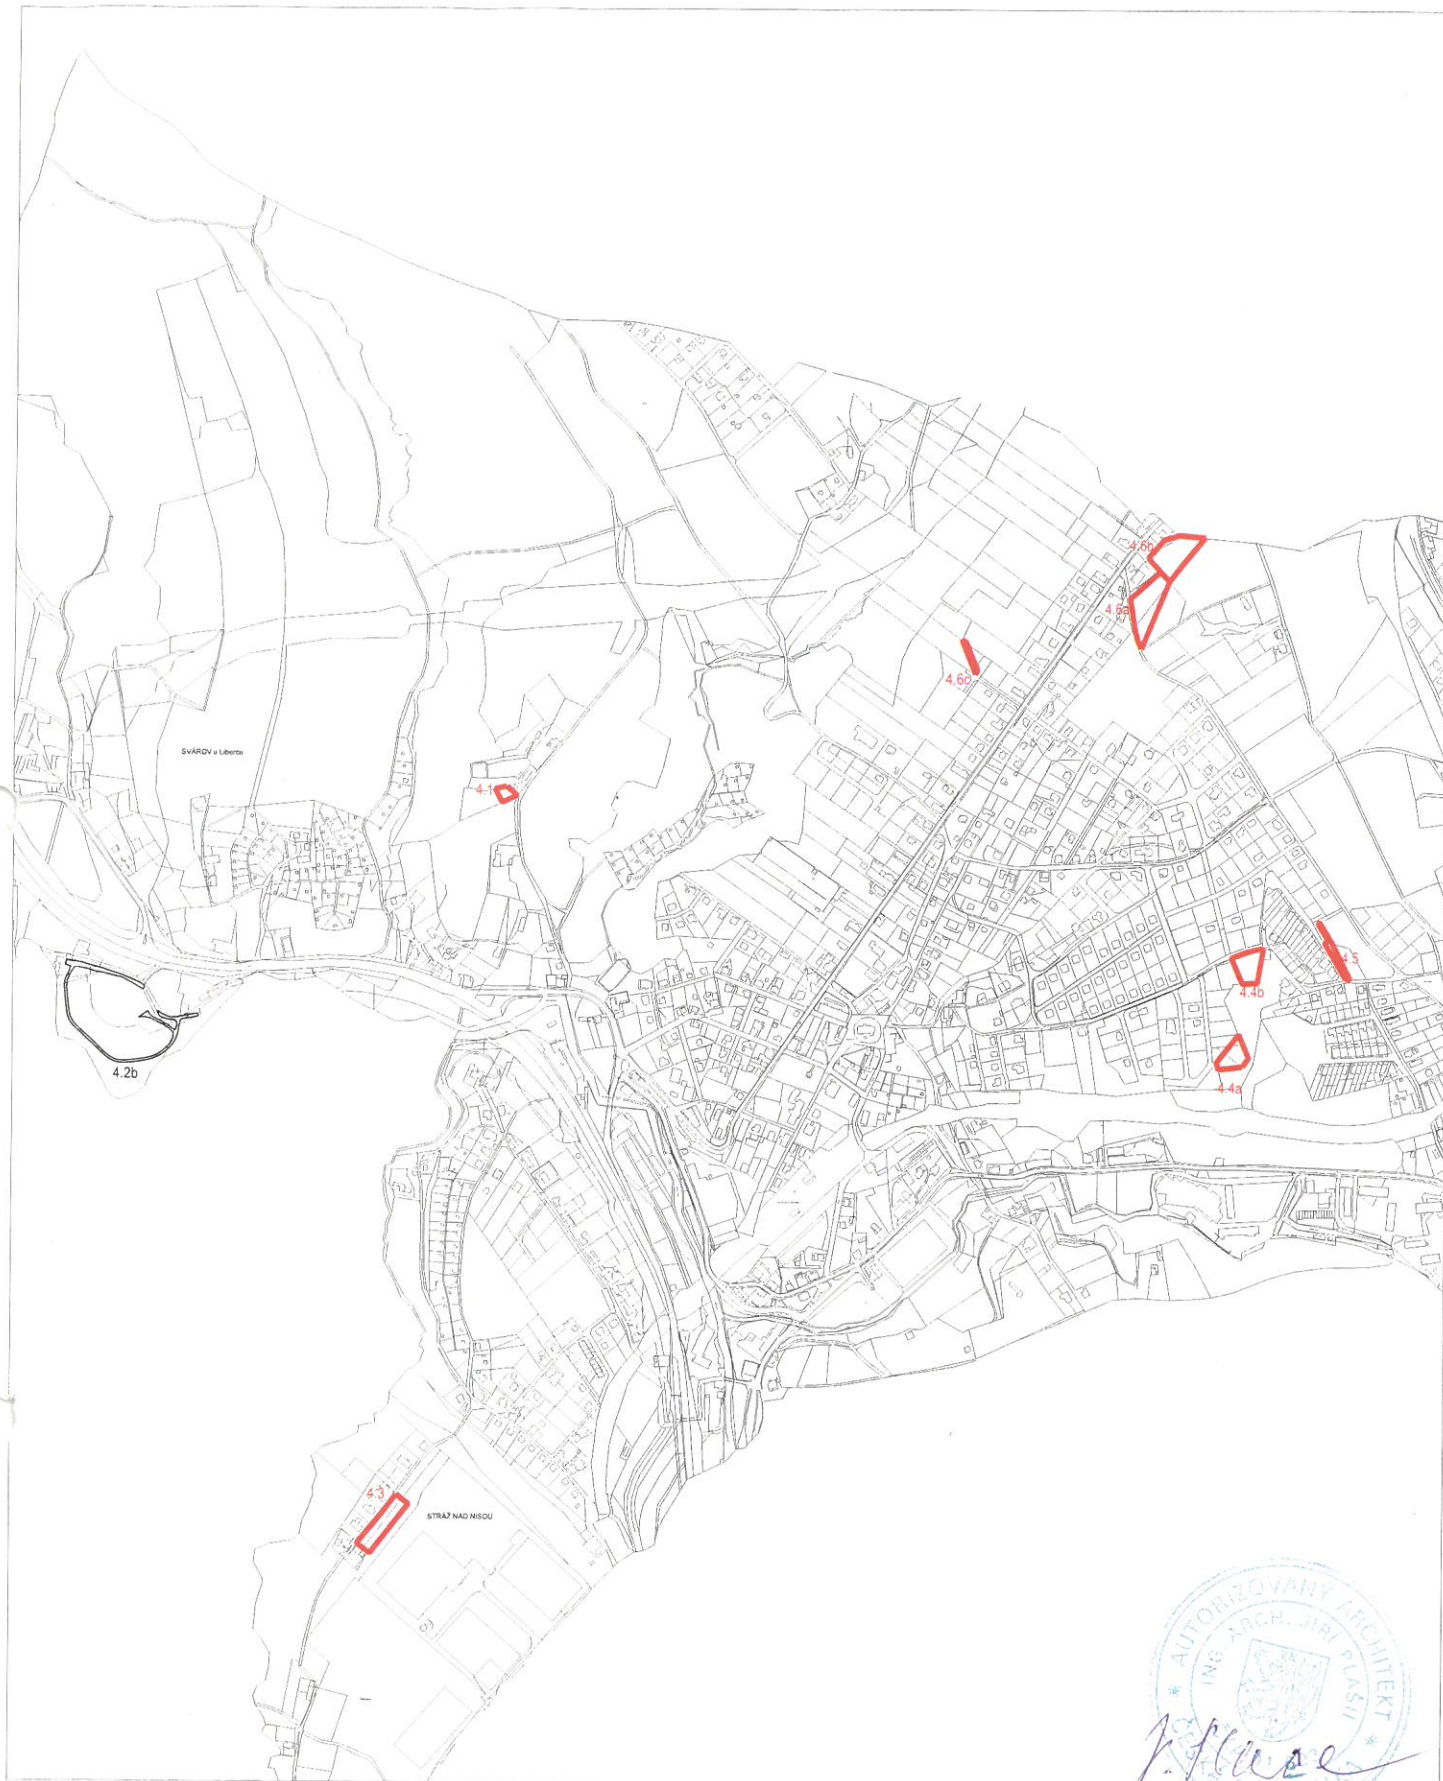 4.6b
4.6a
4.6c
SVÁROV u Liberce
4.1
4.5
4.4b
4.2b
4.4a
4.3
STRÁŽ NAD NISOU
* AUTORIZOVANÝ ARCHITEKT *
ING. ARCH. JIŘÍ PLAŠIL